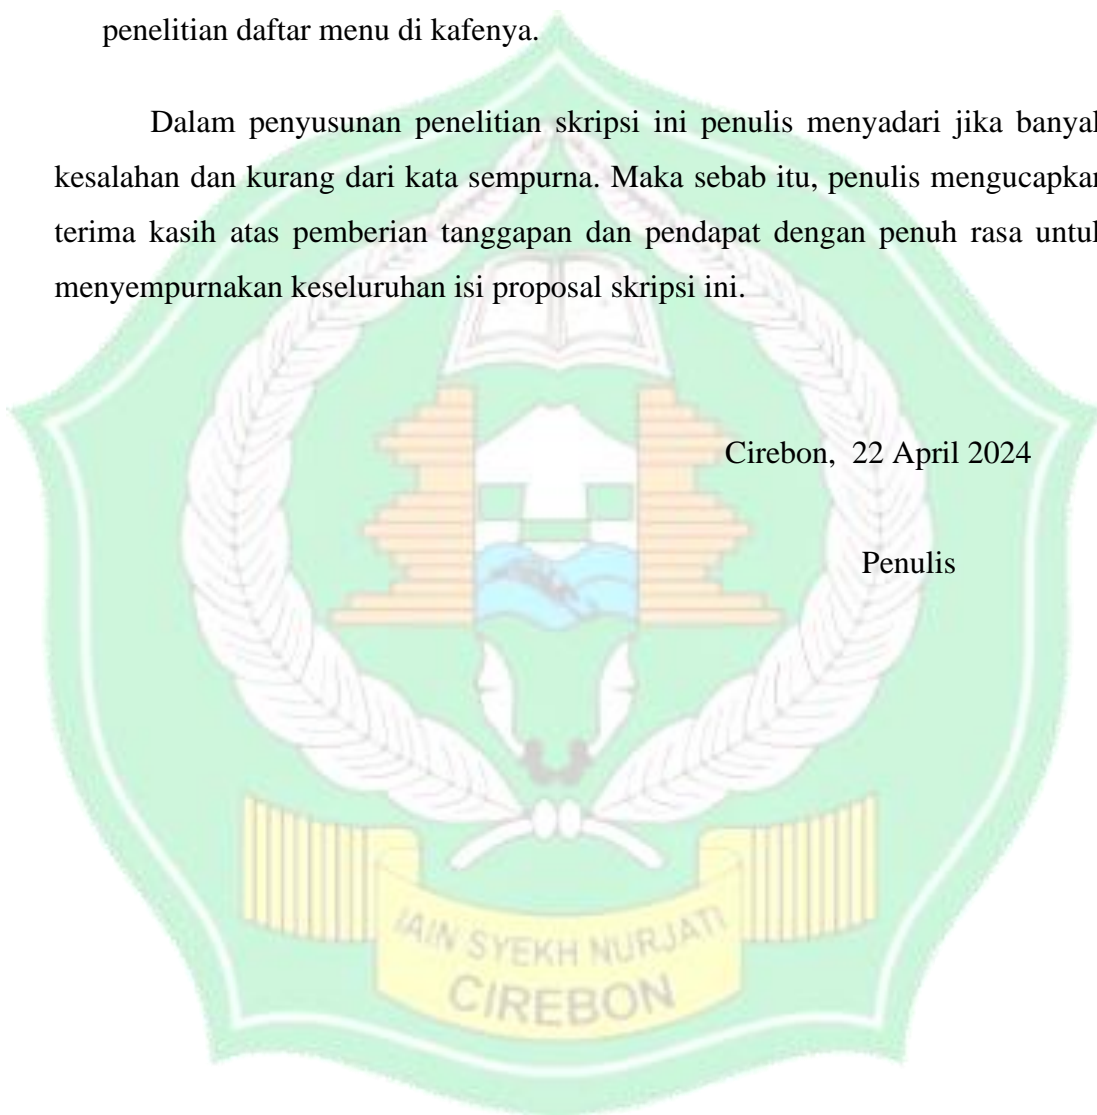 penelitian daftar menu di kafenya.
Dalam penyusunan penelitian skripsi ini penulis menyadari jika banyak
kesalahan dan kurang dari kata sempurna. Maka sebab itu, penulis mengucapkan
terima kasih atas pemberian tanggapan dan pendapat dengan penuh rasa untuk
menyempurnakan keseluruhan isi proposal skripsi ini.
Cirebon, 22 April 2024
Penulis
IAIN SYEKH NURJATI
CIREBON